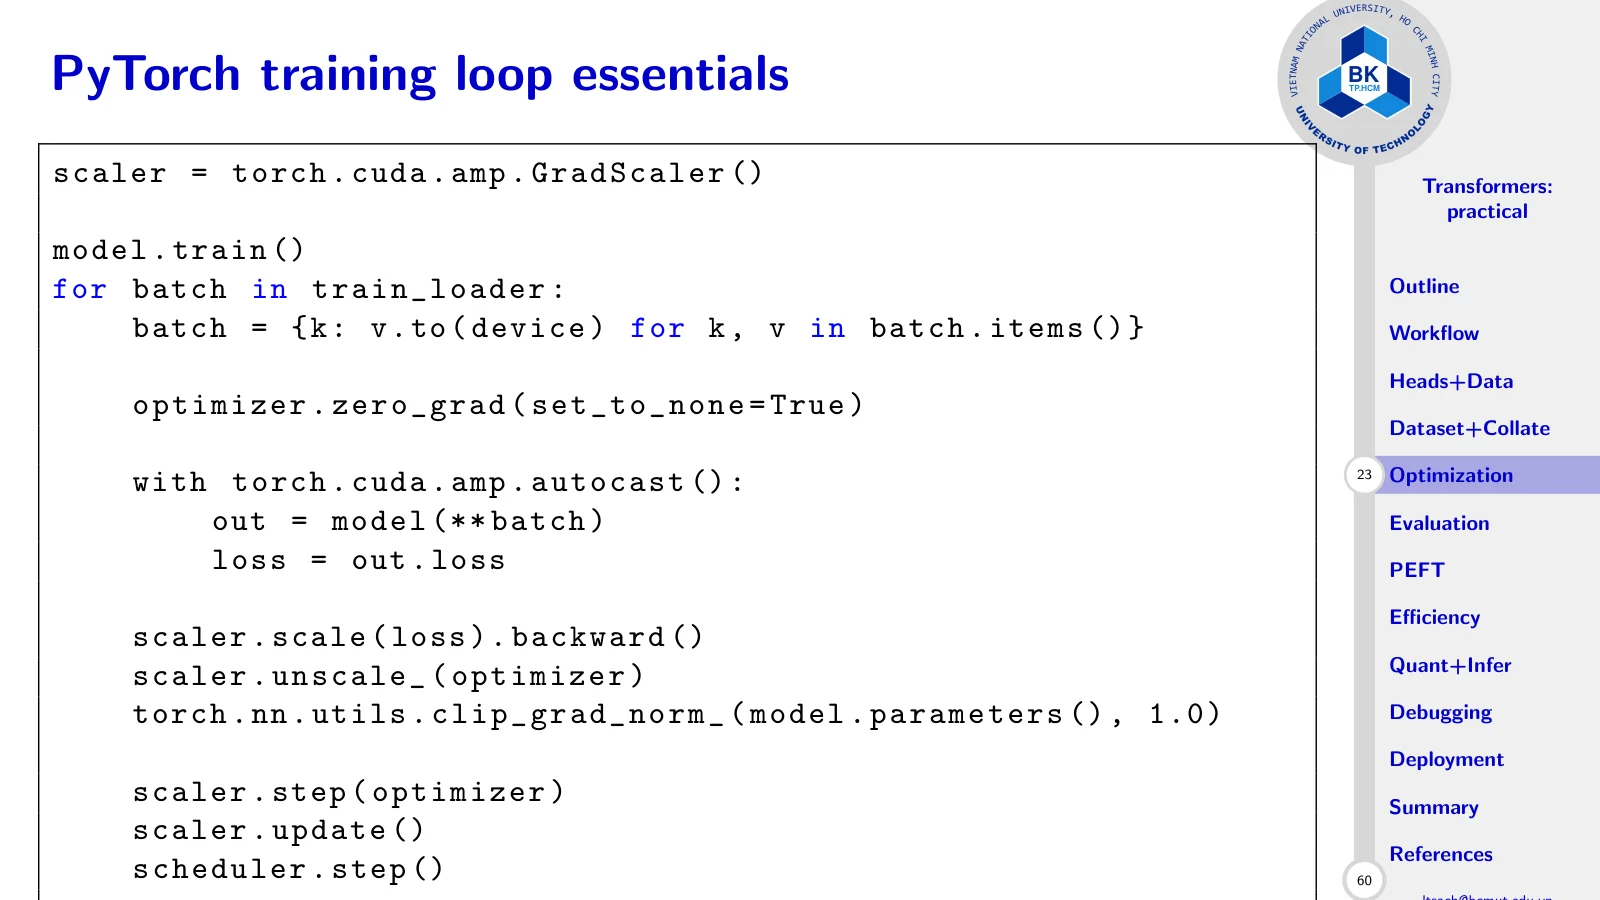 PyTorch training loop essentials
scaler = torch.cuda.amp.GradScaler()
model.train()
for batch in train_loader:
    batch = {k: v.to(device) for k, v in batch.items()}
    optimizer.zero_grad(set_to_none=True)
    with torch.cuda.amp.autocast():
        out = model(**batch)
        loss = out.loss
    scaler.scale(loss).backward()
    scaler.unscale_(optimizer)
    torch.nn.utils.clip_grad_norm_(model.parameters(), 1.0)
    scaler.step(optimizer)
    scaler.update()
    scheduler.step()
VIETNAM NATIONAL UNIVERSITY, HO CHI MINH CITY
BK
TP.HCM
UNIVERSITY OF TECHNOLOGY
Transformers:
practical
Outline
Workflow
Heads+Data
Dataset+Collate
23 Optimization
Evaluation
PEFT
Efficiency
Quant+Infer
Debugging
Deployment
Summary
References
60